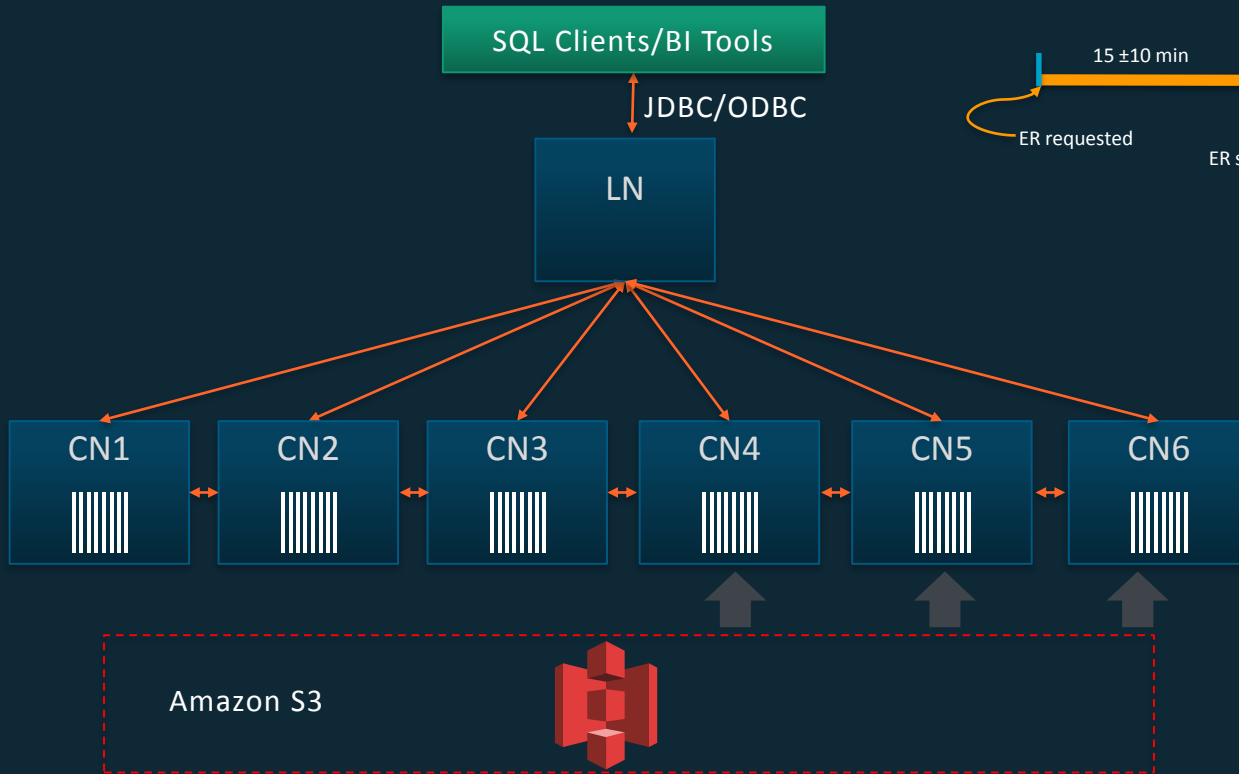 SQL Clients/BI Tools
15 ±10 min
JDBC/ODBC
ER requested
ER s
LN
CN1
CN2
CN3
CN4
CN5
CN6
Amazon S3